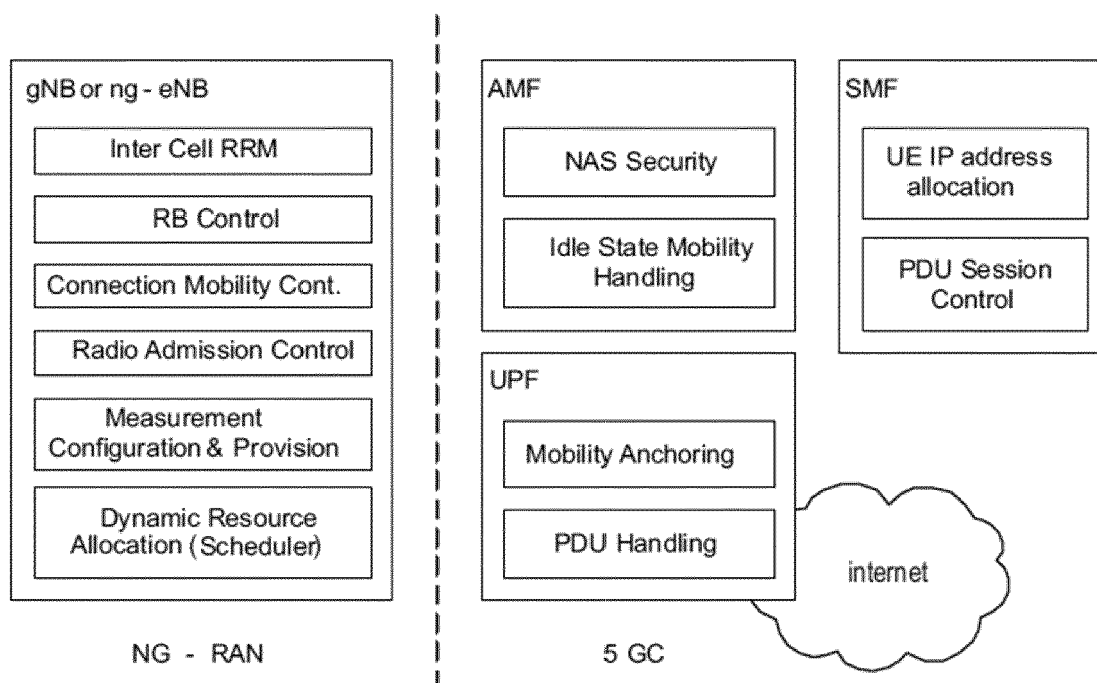 gNB or ng - eNB
Inter Cell RRM
RB Control
Connection Mobility Cont.
Radio Admission Control
Measurement
Configuration & Provision
Dynamic Resource
Allocation (Scheduler)
NG - RAN
AMF
NAS Security
Idle State Mobility
Handling
SMF
UE IP address
allocation
PDU Session
Control
UPF
Mobility Anchoring
PDU Handling
internet
5 GC